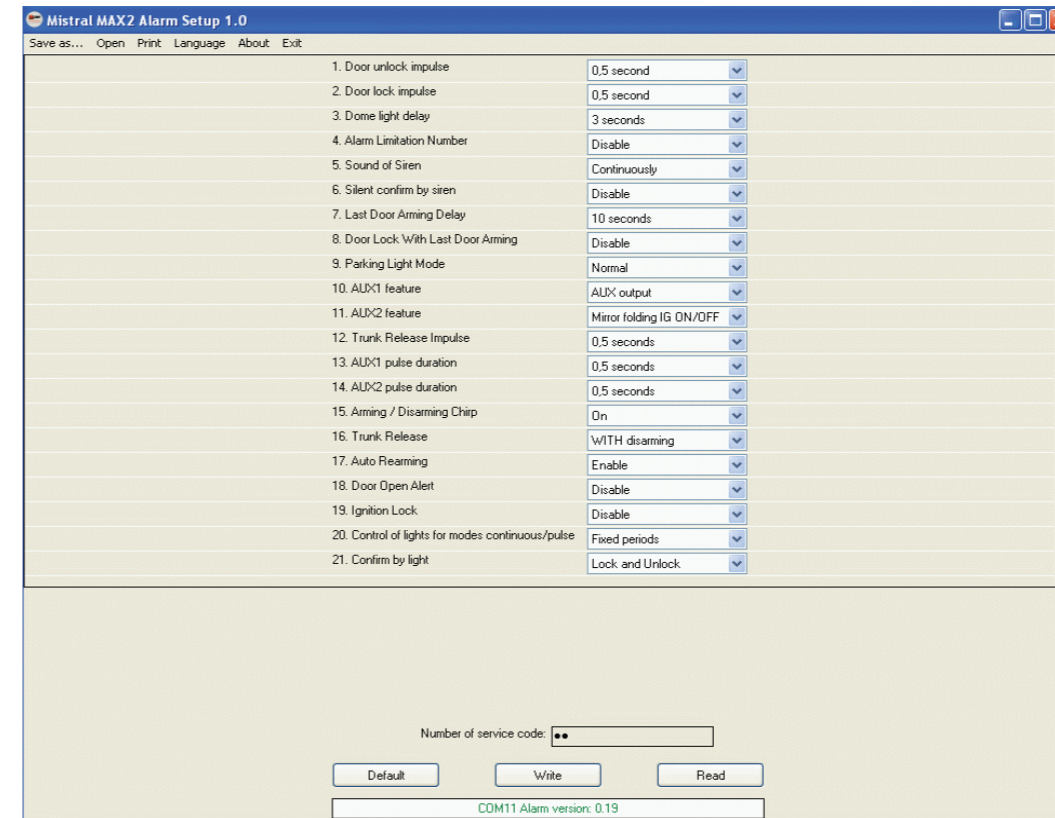 Mistral MAX2 Alarm Setup 1.0
Save as... Open Print Language About Exit
1. Door unlock impulse 0,5 second
2. Door lock impulse 0,5 second
3. Dome light delay 3 seconds
4. Alarm Limitation Number Disable
5. Sound of Siren Continuously
6. Silent confirm by siren Disable
7. Last Door Arming Delay 10 seconds
8. Door Lock With Last Door Arming Disable
9. Parking Light Mode Normal
10. AUX1 feature AUX output
11. AUX2 feature Mirror folding IG ON/OFF
12. Trunk Release Impulse 0,5 seconds
13. AUX1 pulse duration 0,5 seconds
14. AUX2 pulse duration 0,5 seconds
15. Arming / Disarming Chirp On
16. Trunk Release WITH disarming
17. Auto Rearming Enable
18. Door Open Alert Disable
19. Ignition Lock Disable
20. Control of lights for modes continuous/pulse Fixed periods
21. Confirm by light Lock and Unlock
Number of service code: ••
Default Write Read
COM11 Alarm version: 0.19